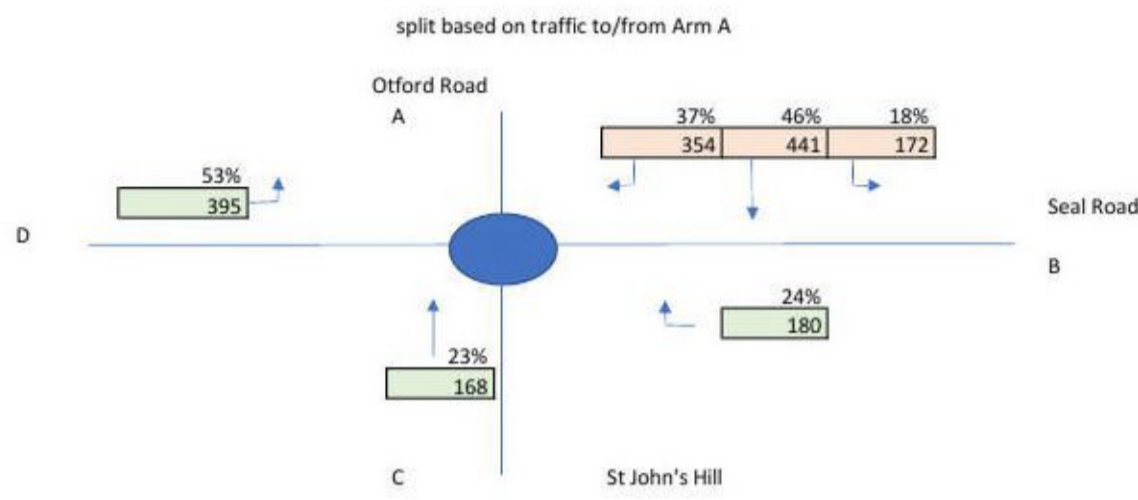 split based on traffic to/from Arm A
Otford Road
A
37% 46% 18%
354 441 172
53%
395
Seal Road
D
B
24%
180
23%
168
C
St John's Hill